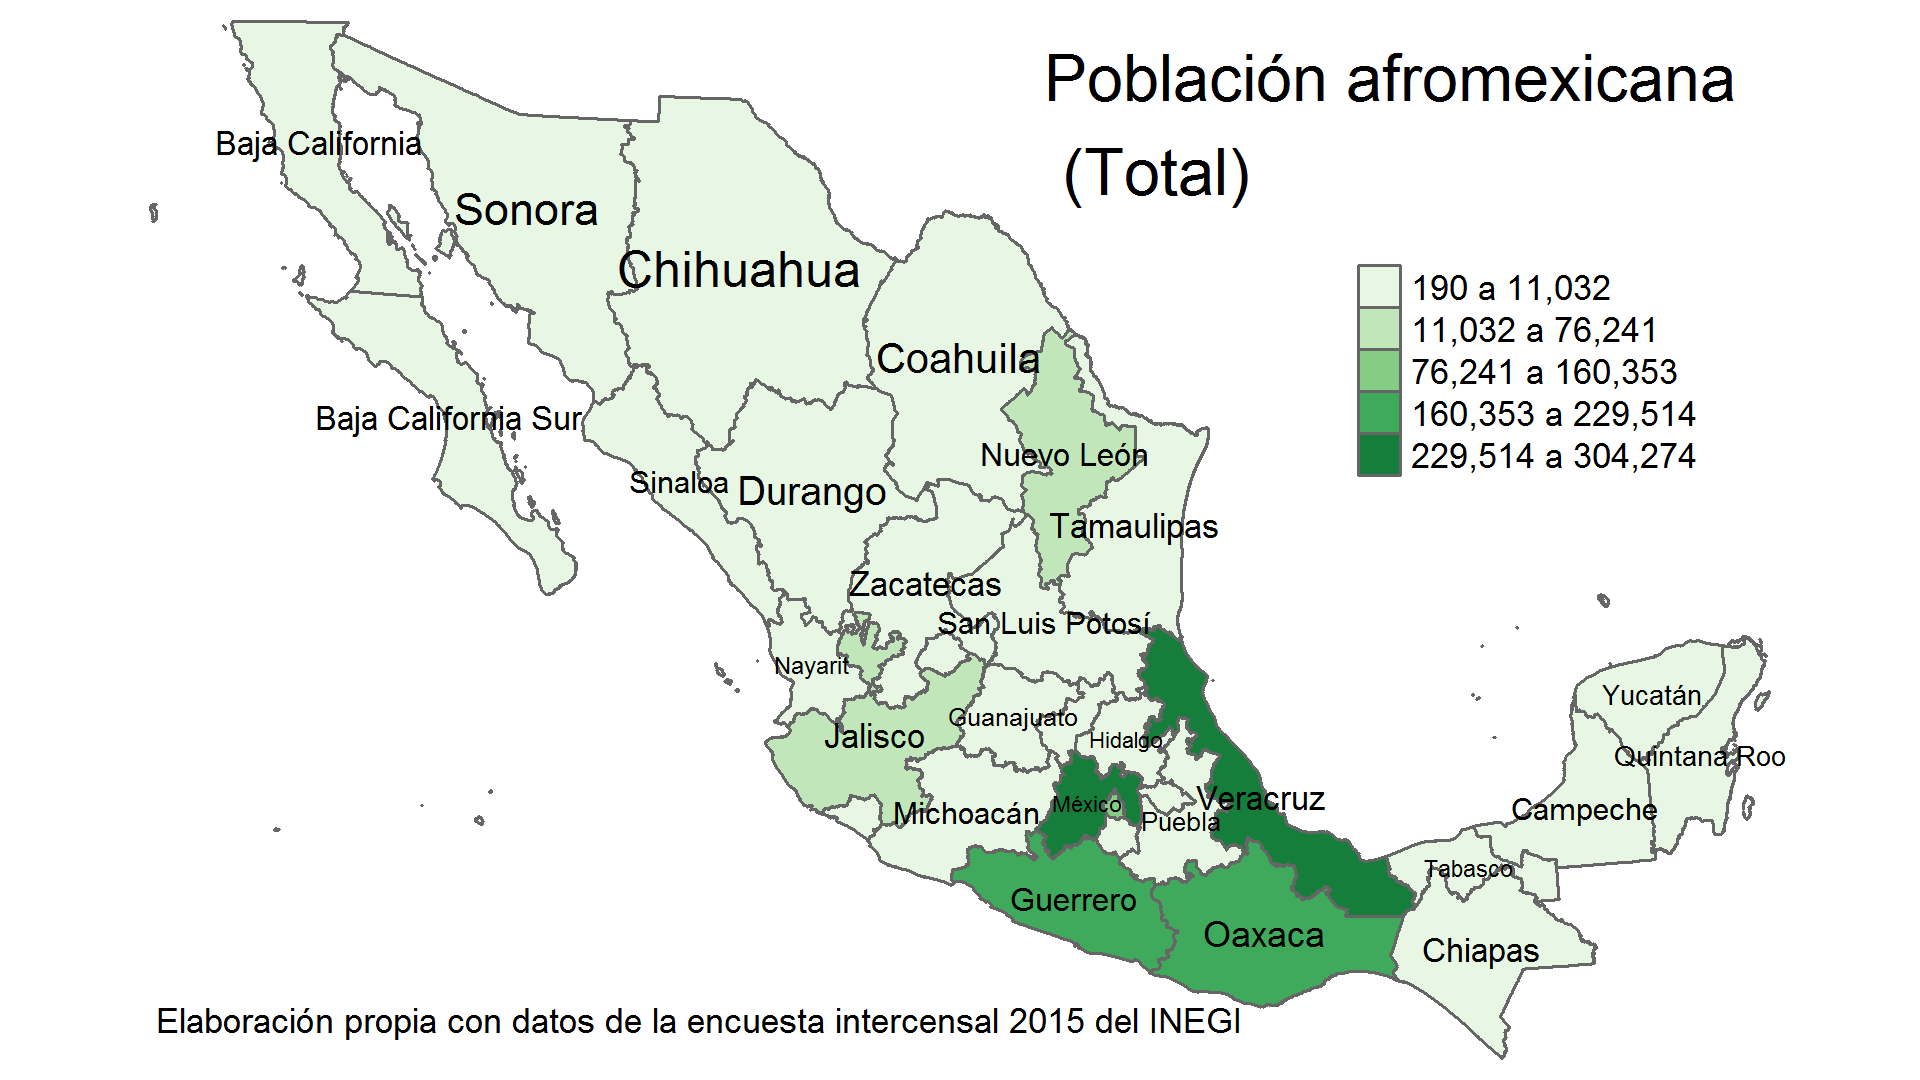 Población afromexicana
(Total)
190 a 11,032
11,032 a 76,241
76,241 a 160,353
160,353 a 229,514
229,514 a 304,274
Baja California
Sonora
Chihuahua
Coahuila
Baja California Sur
Nuevo León
Sinaloa
Durango
Tamaulipas
Zacatecas
San Luis Potosí
Nayarit
Yucatán
Guanajuato
Jalisco
Hidalgo
Quintana Roo
Michoacán
México
Veracruz
Campeche
Puebla
Tabasco
Guerrero
Oaxaca
Chiapas
Elaboración propia con datos de la encuesta intercensal 2015 del INEGI